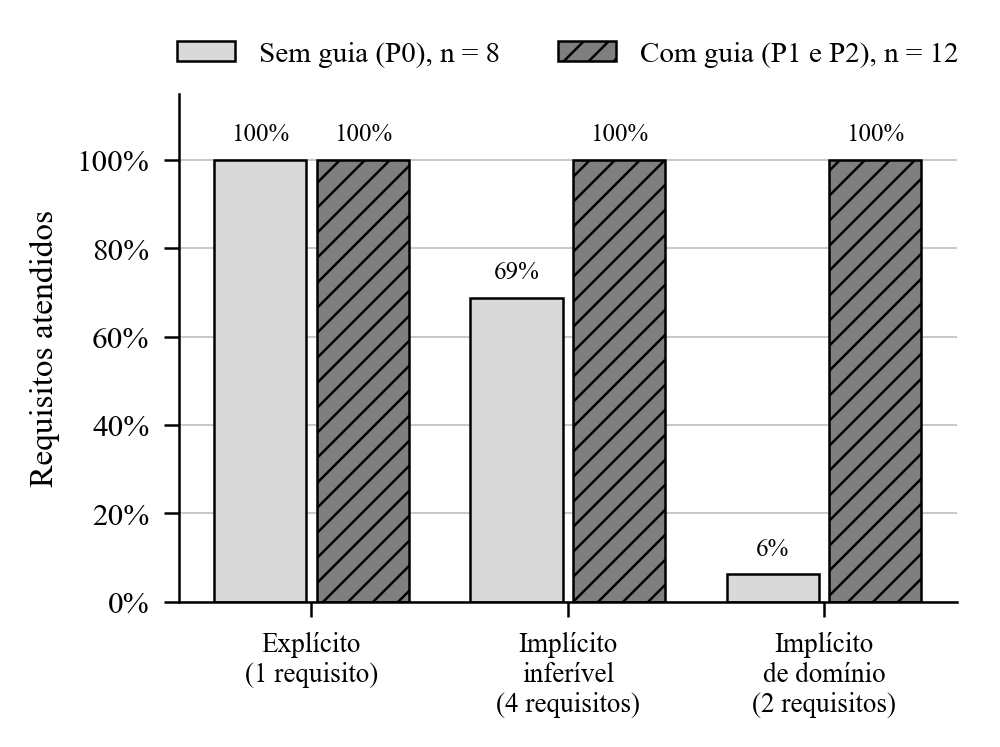 Sem guia (P0), n = 8
Com guia (P1 e P2), n = 12
Requisitos atendidos
100%
80%
60%
40%
20%
0%
100%
100%
69%
100%
6%
100%
Explícito
(1 requisito)
Implícito
inferível
(4 requisitos)
Implícito
de domínio
(2 requisitos)